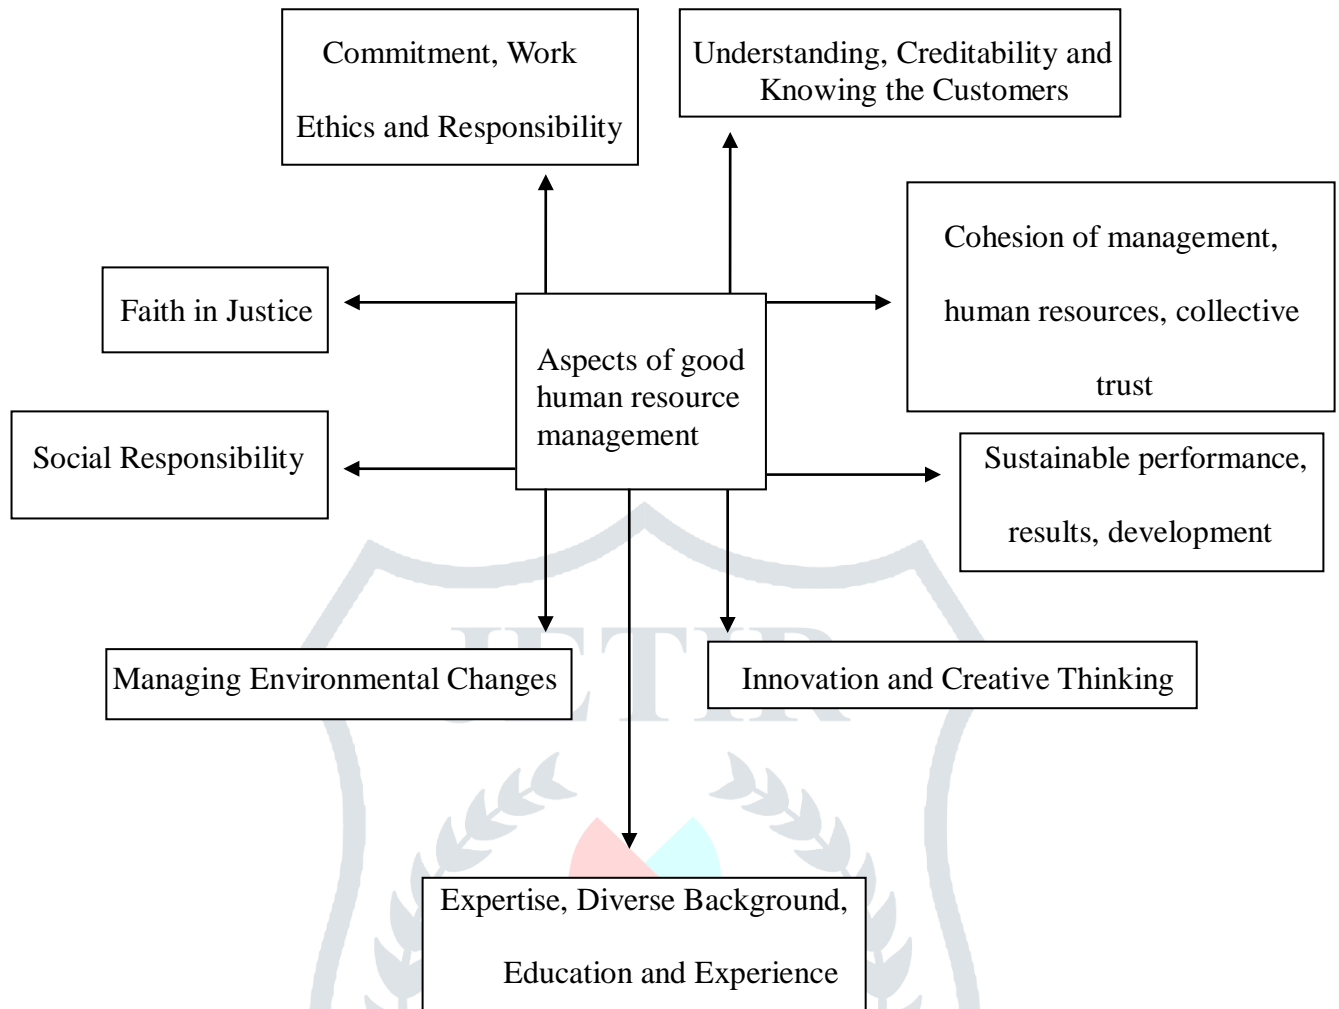 Commitment, Work
Ethics and Responsibility
Understanding, Creditability and
Knowing the Customers
Cohesion of management,
human resources, collective
trust
Faith in Justice
Aspects of good
human resource
management
Social Responsibility
Sustainable performance,
results, development
JETIR
Managing Environmental Changes
Innovation and Creative Thinking
Expertise, Diverse Background,
Education and Experience